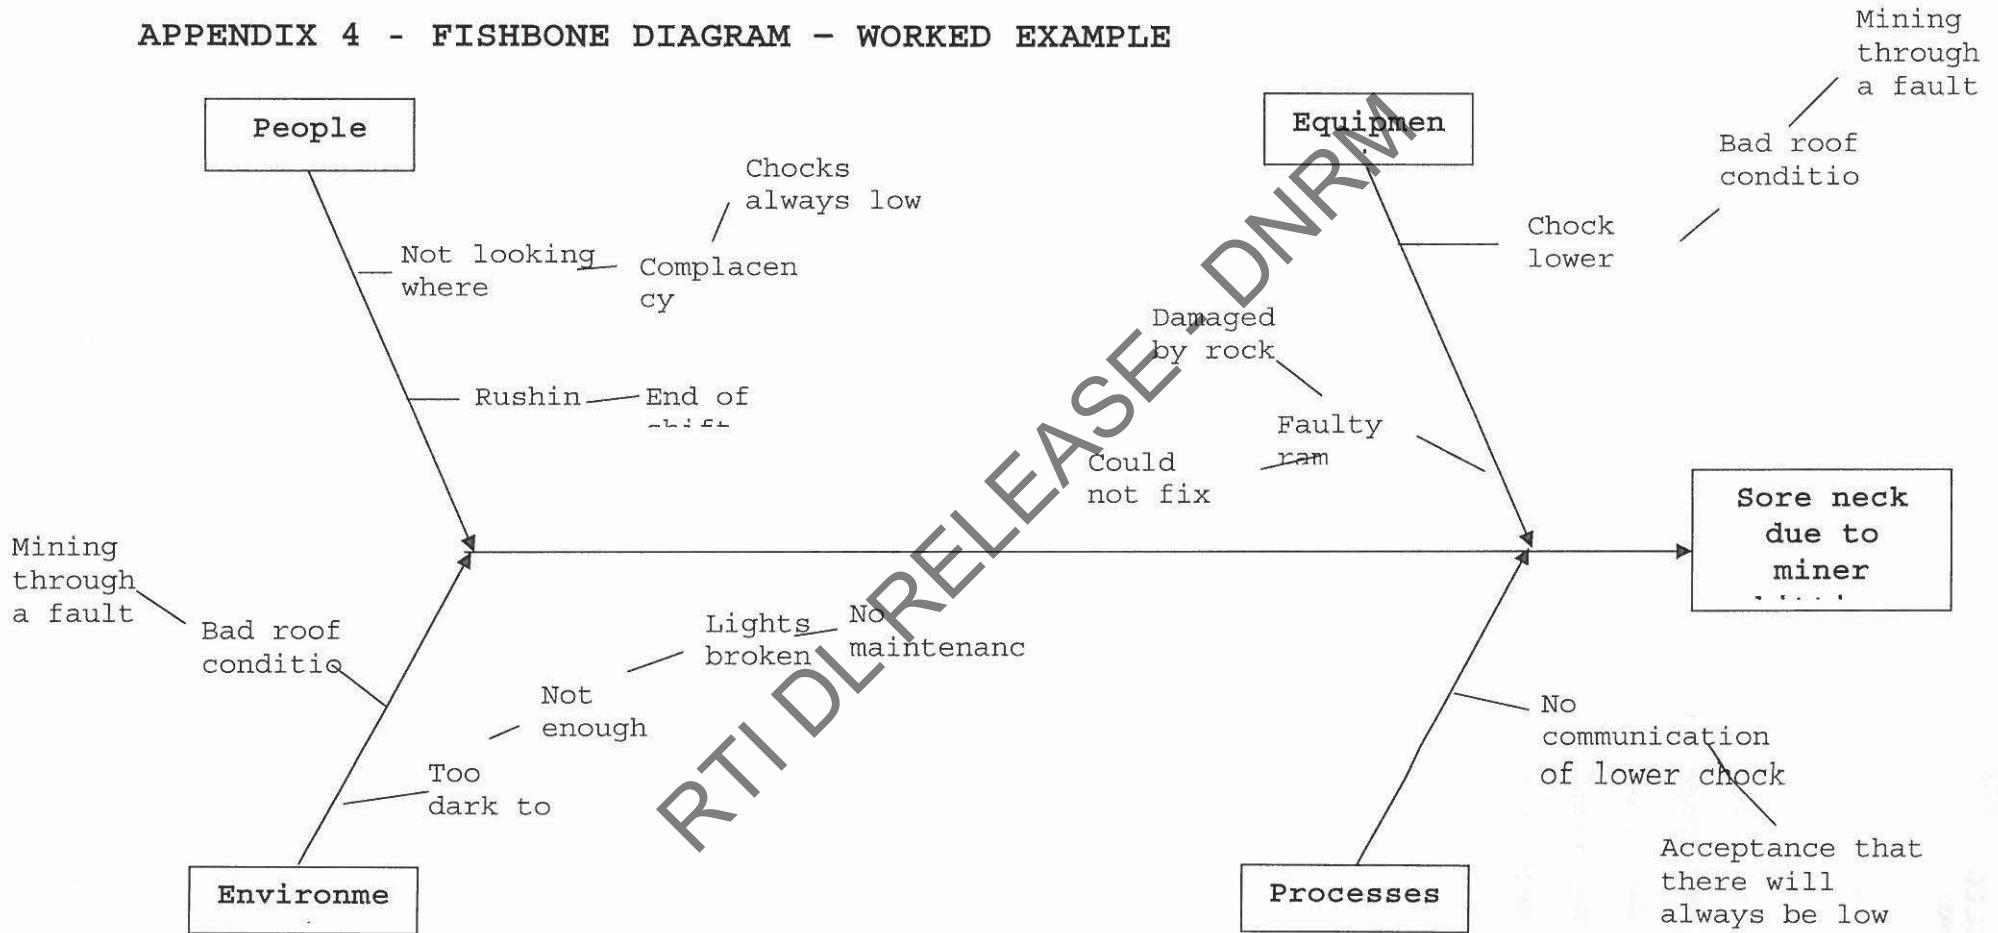 APPENDIX 4 - FISHBONE DIAGRAM – WORKED EXAMPLE
Mining
through
a fault
People
Equipmen
Bad roof
conditio
Chocks
always low
Chock
lower
Not looking
where
Complacen
cy
Damaged
by rock
Rushin
End of
shift
Faulty
ram
Could
not fix
Sore neck
due to
miner
Mining
through
a fault
Bad roof
conditio
Lights
broken
No
maintenanc
Not
enough
Too
dark to
No
communication
of lower chock
Acceptance that
there will
always be low
Environme
Processes
RTI DL RELEASE - DNRM